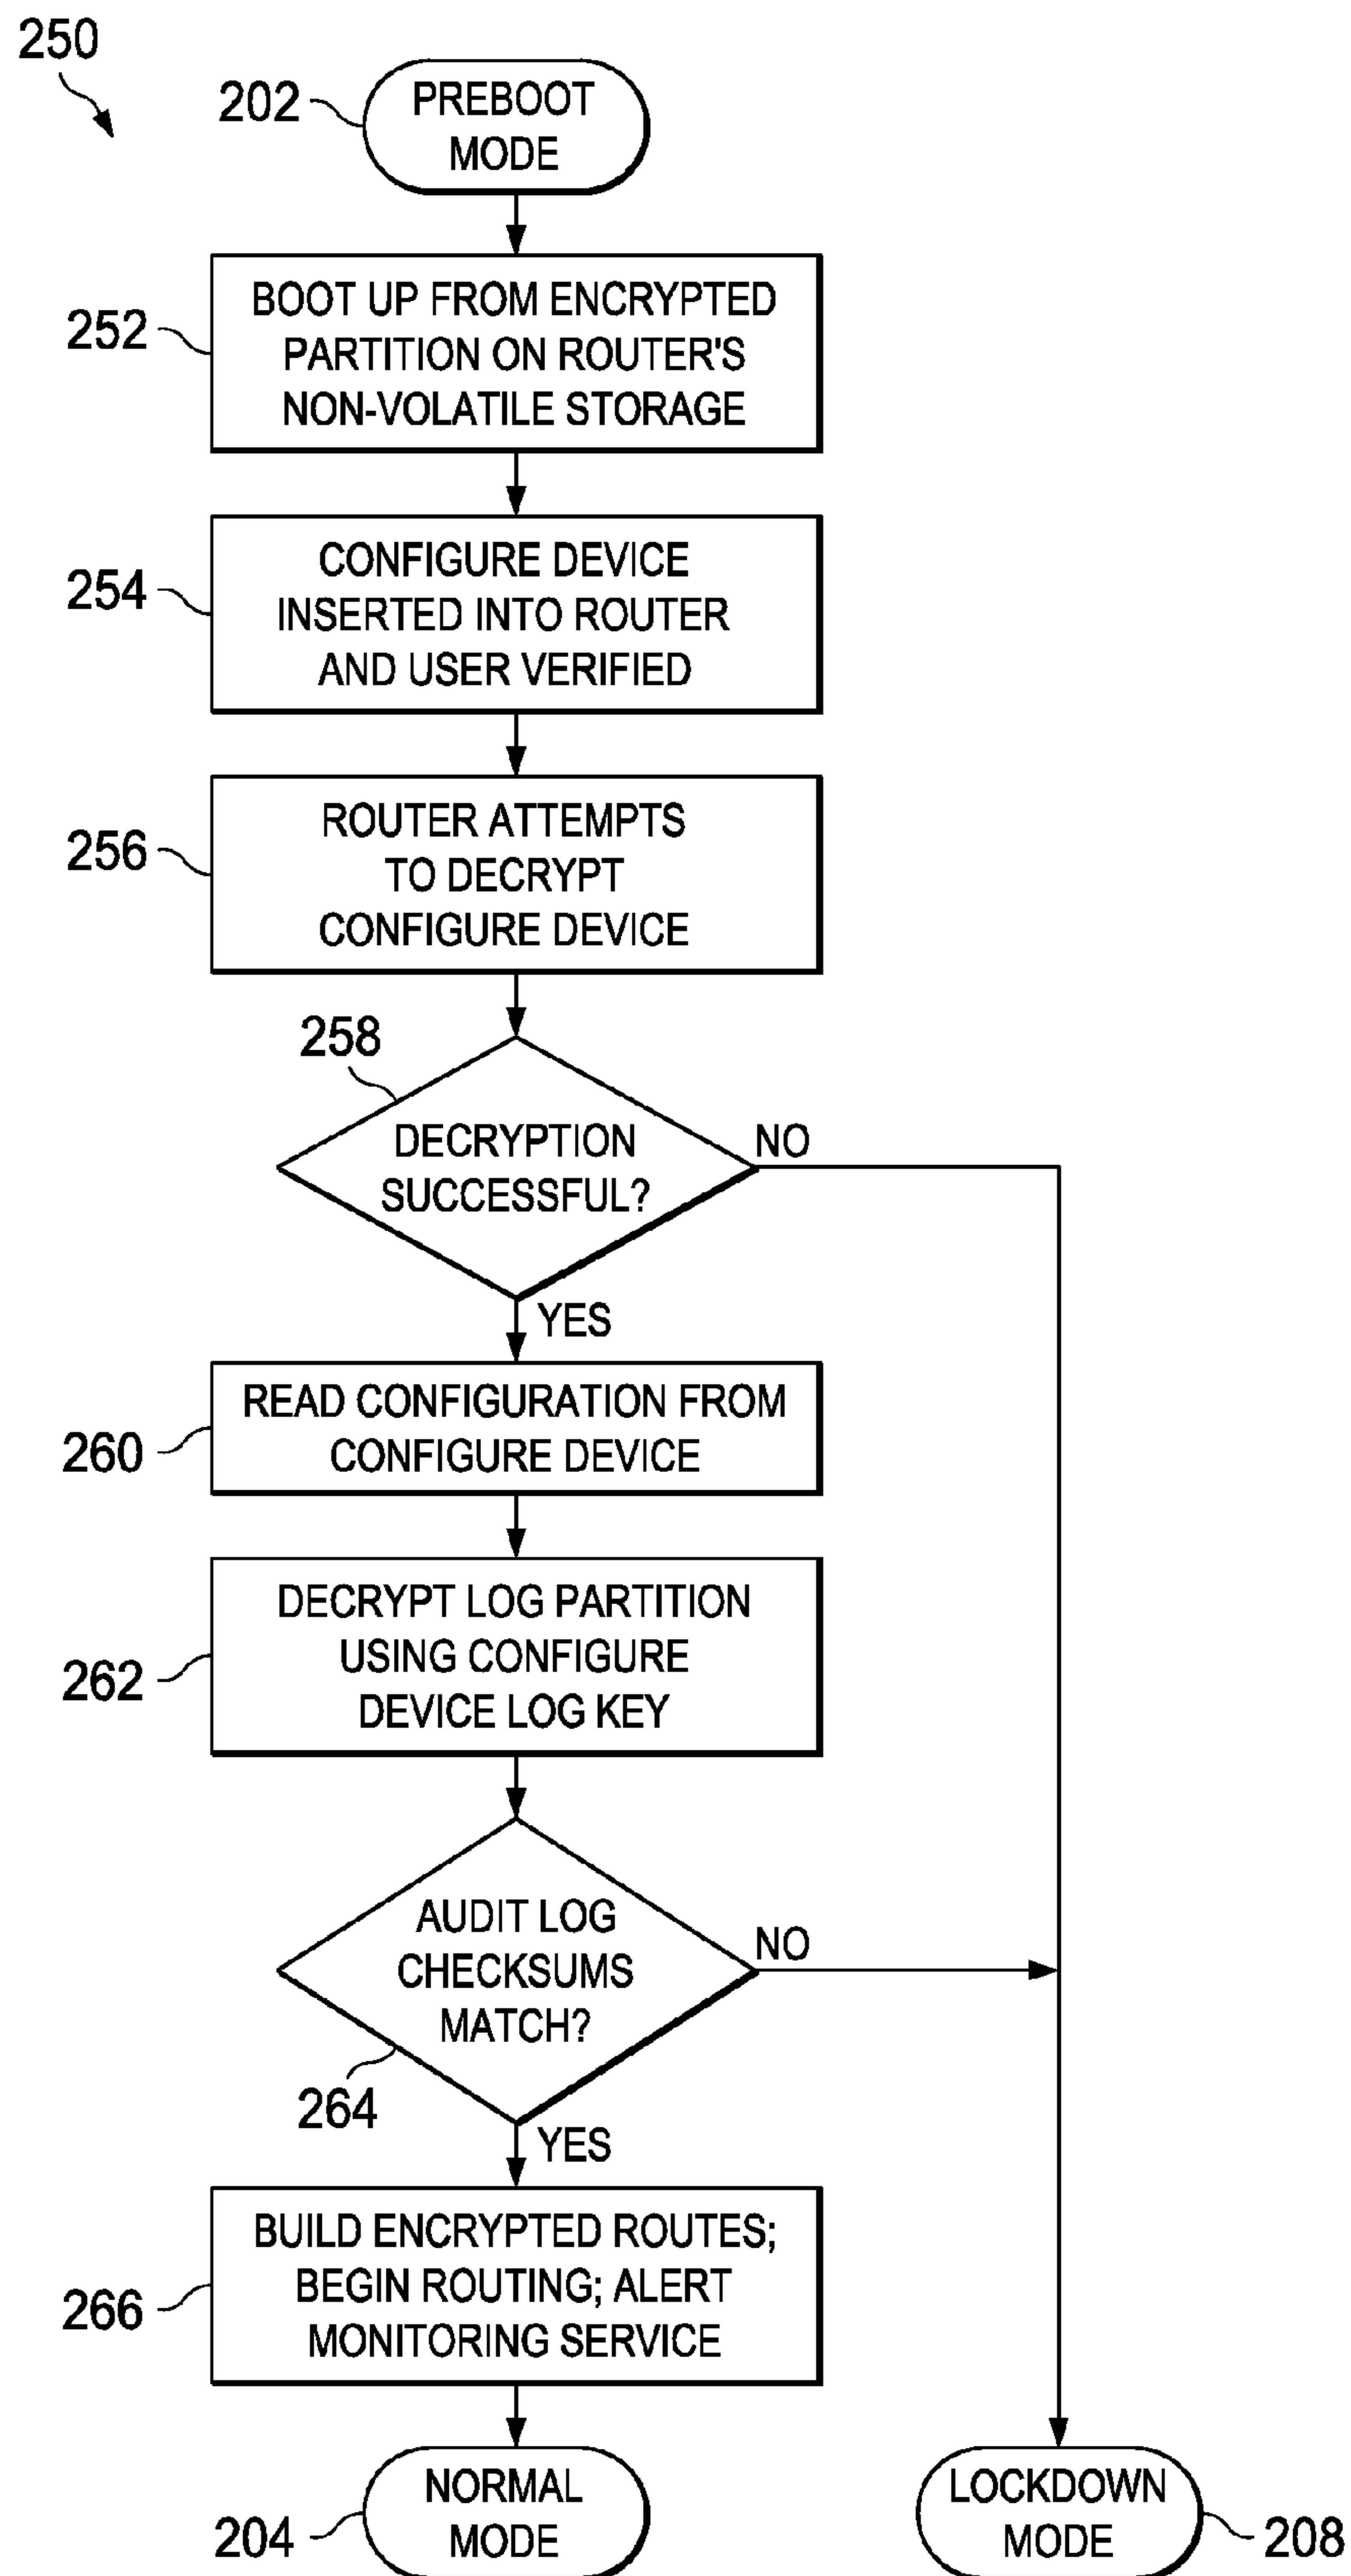 250
202
PREBOOT
MODE
252
BOOT UP FROM ENCRYPTED
PARTITION ON ROUTER'S
NON-VOLATILE STORAGE
254
CONFIGURE DEVICE
INSERTED INTO ROUTER
AND USER VERIFIED
256
ROUTER ATTEMPTS
TO DECRYPT
CONFIGURE DEVICE
258
DECRYPTION
SUCCESSFUL?
NO
YES
260
READ CONFIGURATION FROM
CONFIGURE DEVICE
262
DECRYPT LOG PARTITION
USING CONFIGURE
DEVICE LOG KEY
AUDIT LOG
CHECKSUMS
MATCH?
NO
264
YES
266
BUILD ENCRYPTED ROUTES;
BEGIN ROUTING; ALERT
MONITORING SERVICE
204
NORMAL
MODE
LOCKDOWN
MODE
208